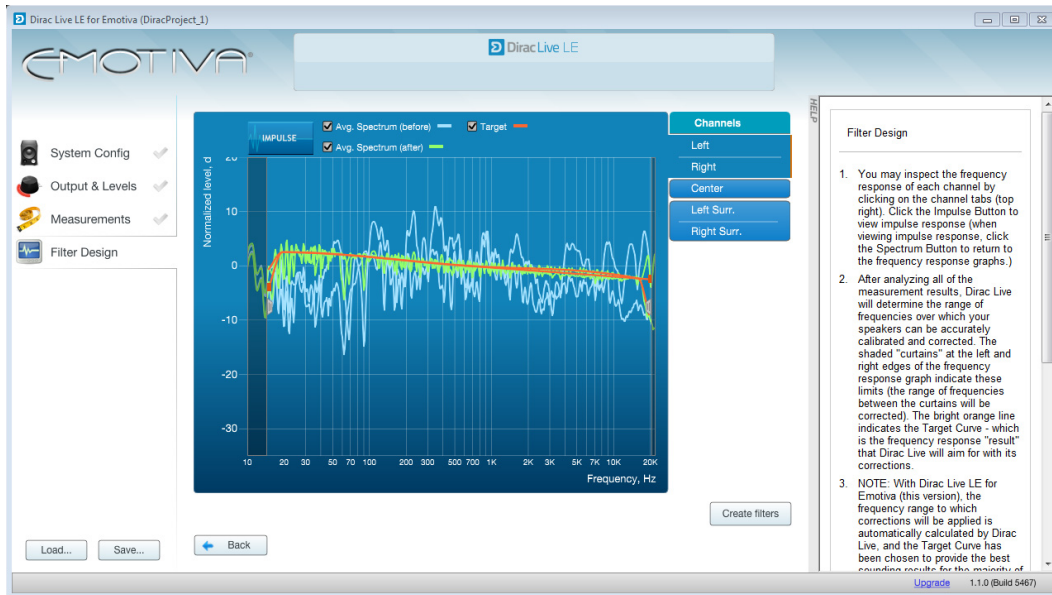 Dirac Live LE for Emotiva (DiracProject_1)
EMOTIVA
Dirac Live LE
System Config
Output & Levels
Measurements
Filter Design
Load...
Save...
IMPULSE
Avg. Spectrum (before)
Target
Avg. Spectrum (after)
Normalized level, d
20
10
0
-10
-20
-30
10 20 30 50 70 100 200 300 500 700 1K 2K 3K 5K 7K 10K 20K
Frequency, Hz
Channels
Left
Right
Center
Left Surr.
Right Surr.
Create filters
Back
HELP
Filter Design
1. You may inspect the frequency
response of each channel by
clicking on the channel tabs (top
right). Click the Impulse Button to
view impulse response (when
viewing impulse response, click
the Spectrum Button to return to
the frequency response graphs.)
2. After analyzing all of the
measurement results, Dirac Live
will determine the range of
frequencies over which your
speakers can be accurately
calibrated and corrected. The
shaded "curtains" at the left and
right edges of the frequency
response graph indicate these
limits (the range of frequencies
between the curtains will be
corrected). The bright orange line
indicates the Target Curve - which
is the frequency response "result"
that Dirac Live will aim for with its
corrections.
3. NOTE: With Dirac Live LE for
Emotiva (this version), the
frequency range to which
corrections will be applied is
automatically calculated by Dirac
Live, and the Target Curve has
been chosen to provide the best
sounding results for the majority of
Upgrade
1.1.0 (Build 5467)